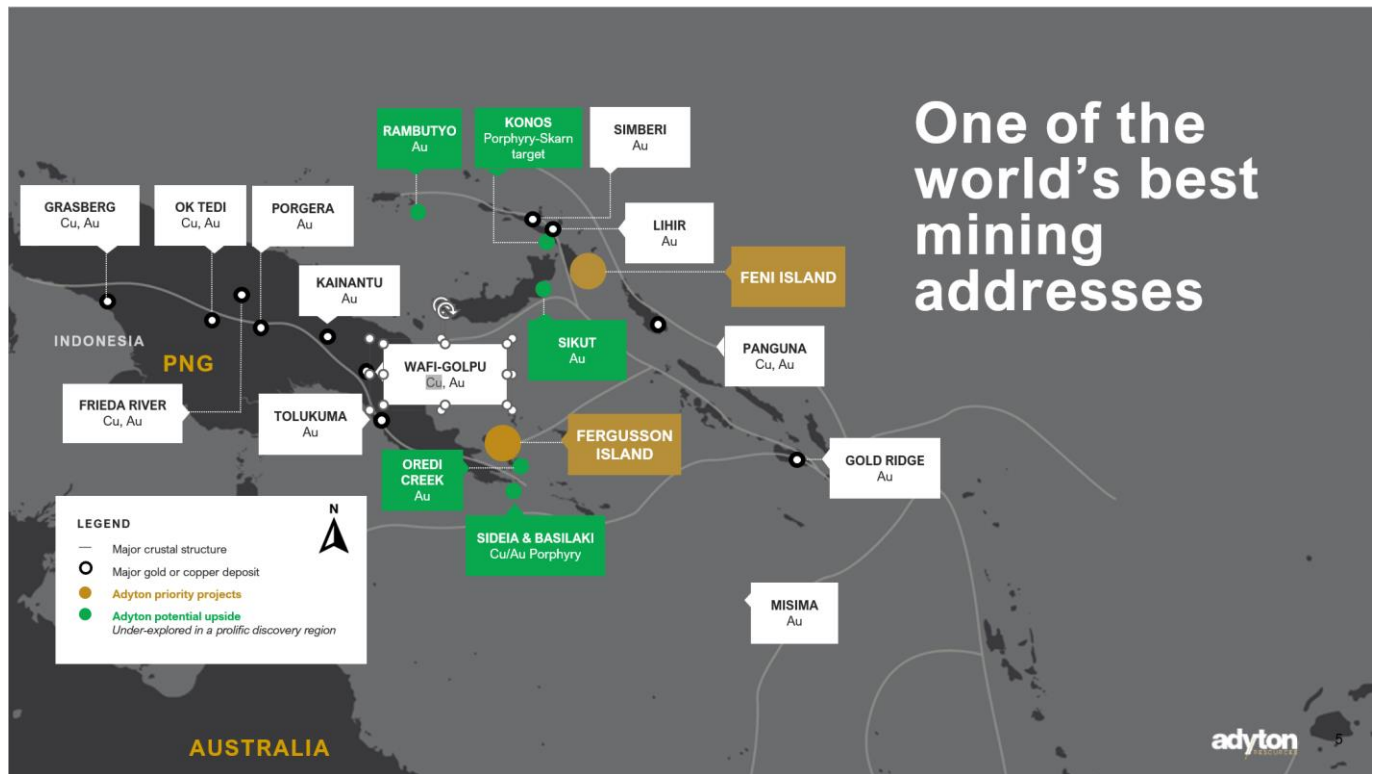 One of the
world's best
mining
addresses
RAMBUTYO
Au
KONOS
Porphyry-Skarn
target
SIMBERI
Au
GRASBERG
Cu, Au
OK TEDI
Cu, Au
PORGERA
Au
LIHIR
Au
KAINANTU
Au
FENI ISLAND
INDONESIA
PNG
WAFI-GOLPU
Cu, Au
SIKUT
Au
PANGUNA
Cu, Au
FRIEDA RIVER
Cu, Au
TOLUKUMA
Au
FERGUSSON
ISLAND
OREDI
CREEK
Au
GOLD RIDGE
Au
SIDEIA & BASILAKI
Cu/Au Porphyry
MISIMA
Au
N
LEGEND
Major crustal structure
Major gold or copper deposit
Adyton priority projects
Adyton potential upside
Under-explored in a prolific discovery region
AUSTRALIA
adyton
RESOURCES
5